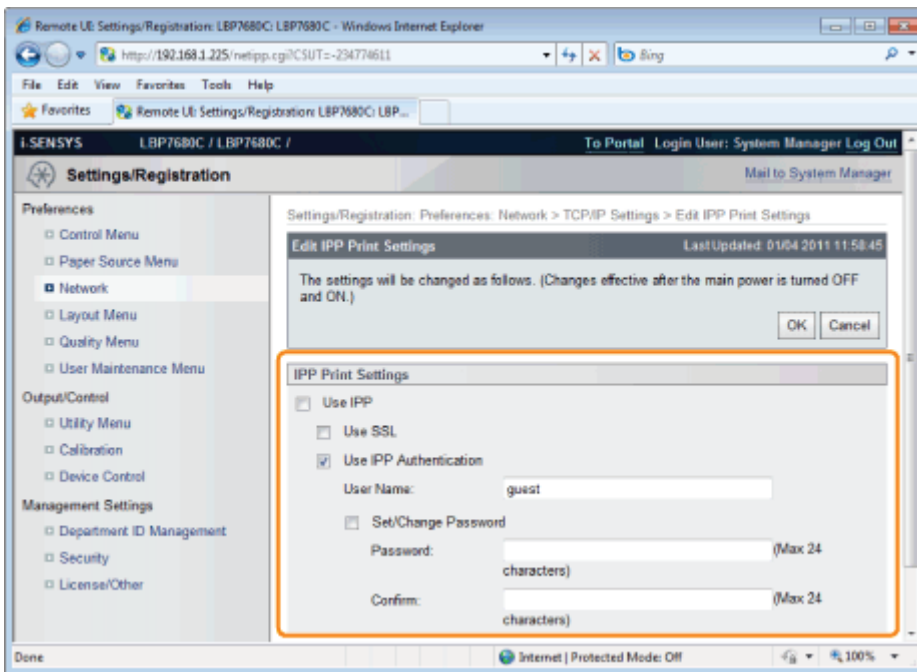 Remote UI: Settings/Registration: LBP7680C: LBP7680C - Windows Internet Explorer
http://192.168.1.225/netipp.cgi?CSUT=-234774611
Bing
File Edit View Favorites Tools Help
Favorites
Remote UI: Settings/Registration: LBP7680C: LBP...
i-SENSYS LBP7680C / LBP7680C / To Portal Login User: System Manager Log Out
Settings/Registration Mail to System Manager
Preferences
Control Menu
Paper Source Menu
Network
Layout Menu
Quality Menu
User Maintenance Menu
Output/Control
Utility Menu
Calibration
Device Control
Management Settings
Department ID Management
Security
License/Other
Settings/Registration: Preferences: Network > TCP/IP Settings > Edit IPP Print Settings
Edit IPP Print Settings Last Updated: 01/04 2011 11:58:45
The settings will be changed as follows. (Changes effective after the main power is turned OFF
and ON.)
OK Cancel
IPP Print Settings
Use IPP
Use SSL
Use IPP Authentication
User Name: guest
Set/Change Password
Password: (Max 24
characters)
Confirm: (Max 24
characters)
Done Internet | Protected Mode: Off 100%